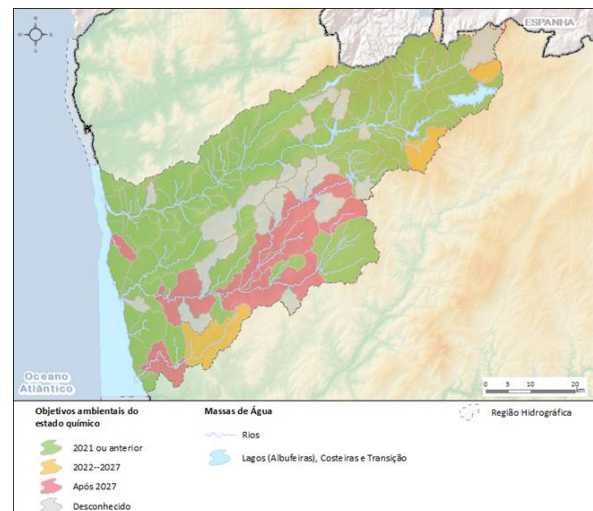 ESPANHA
N
Oceano
Atlântico
0 5 10 20
km
Objetivos ambientais do
estado químico
2021 ou anterior
2022--2027
Após 2027
Desconhecido
Massas de Água
Rios
Lagos (Albufeiras), Costeiras e Transição
Região Hidrográfica